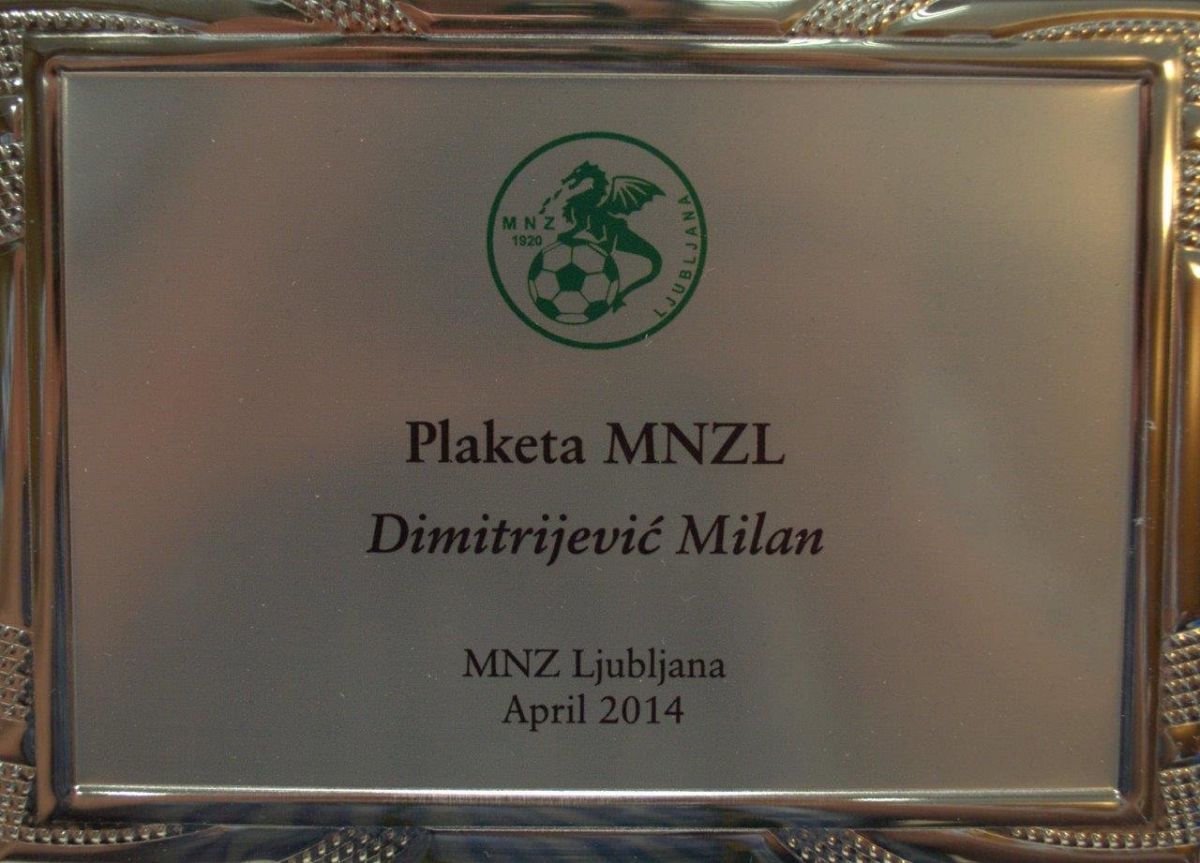 MNZ
1920
LJUBLJANA
Plaketa MNZL
Dimitrijević Milan
MNZ Ljubljana
April 2014